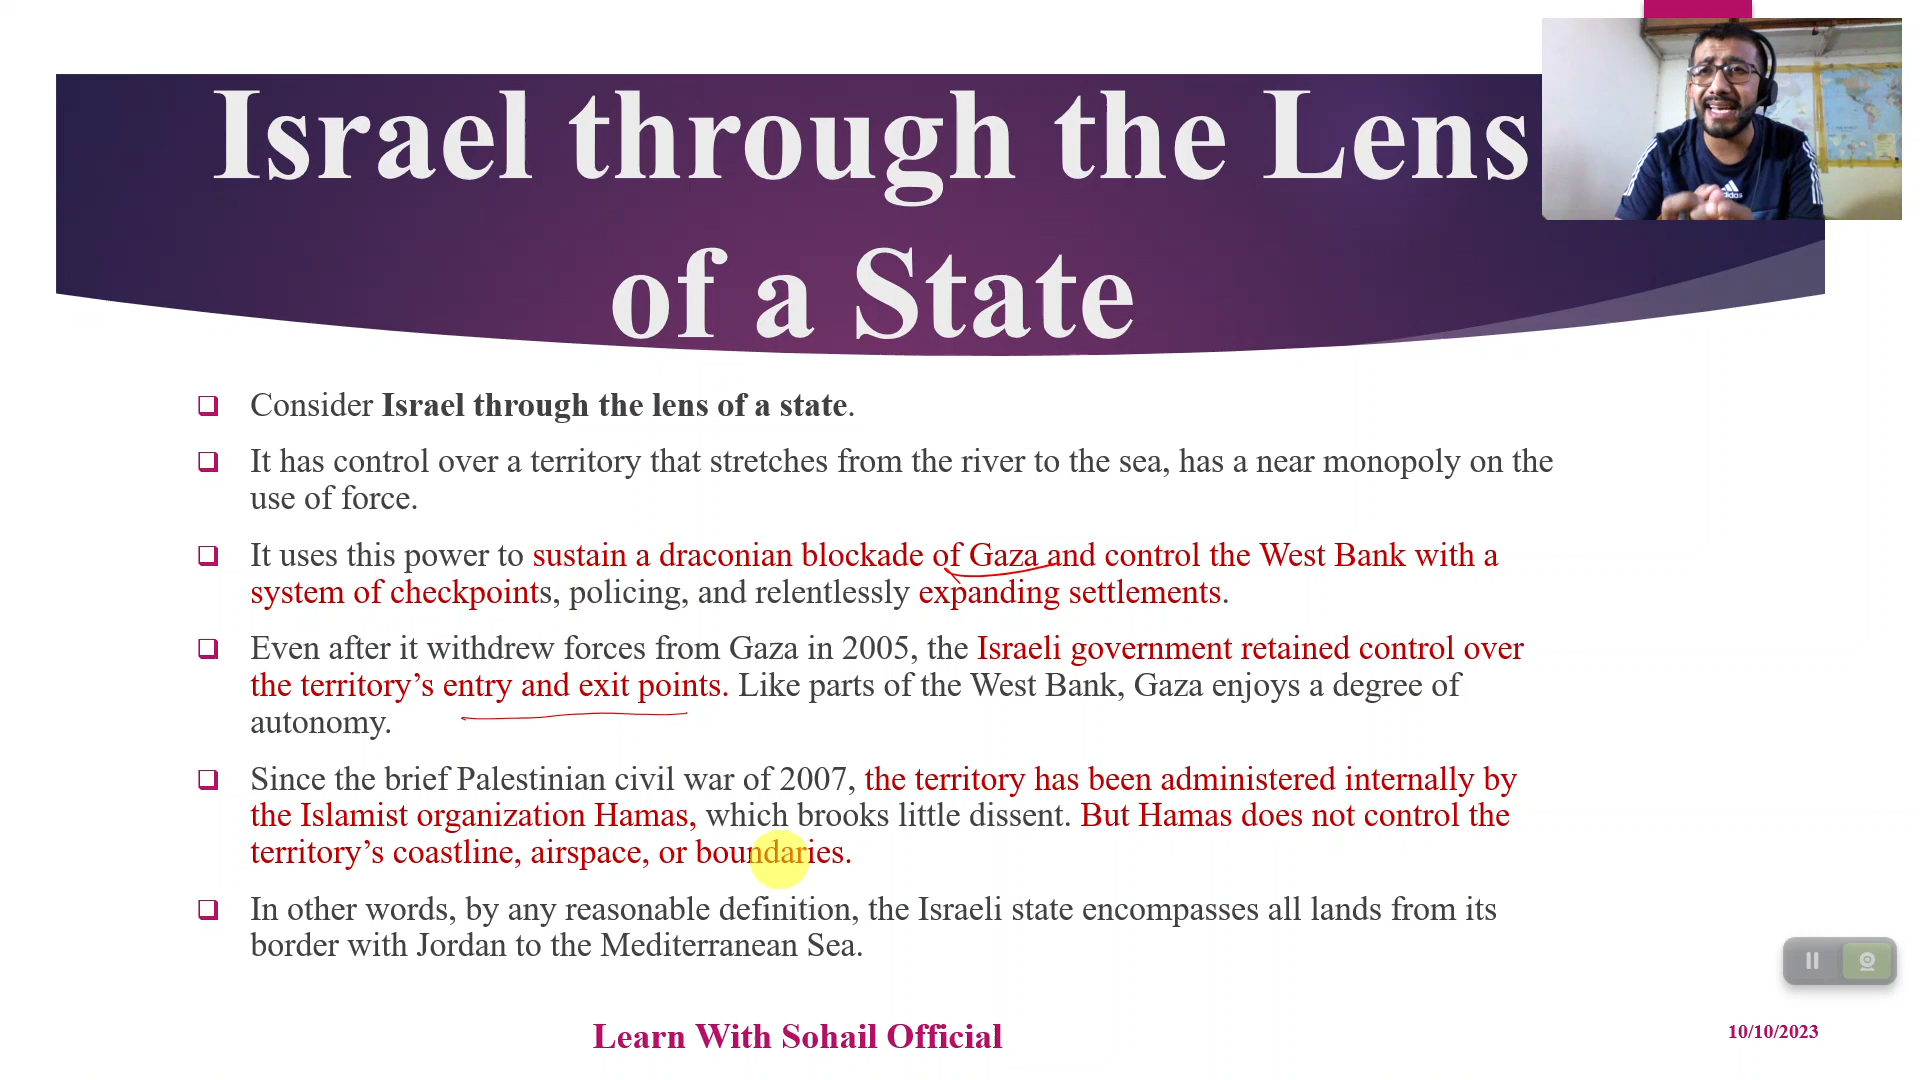 Israel through the Lens
of a State
adidas
Consider Israel through the lens of a state.
It has control over a territory that stretches from the river to the sea, has a near monopoly on the
use of force.
It uses this power to sustain a draconian blockade of Gaza and control the West Bank with a
system of checkpoints, policing, and relentlessly expanding settlements.
Even after it withdrew forces from Gaza in 2005, the Israeli government retained control over
the territory’s entry and exit points. Like parts of the West Bank, Gaza enjoys a degree of
autonomy.
Since the brief Palestinian civil war of 2007, the territory has been administered internally by
the Islamist organization Hamas, which brooks little dissent. But Hamas does not control the
territory’s coastline, airspace, or boundaries.
In other words, by any reasonable definition, the Israeli state encompasses all lands from its
border with Jordan to the Mediterranean Sea.
Learn With Sohail Official
10/10/2023